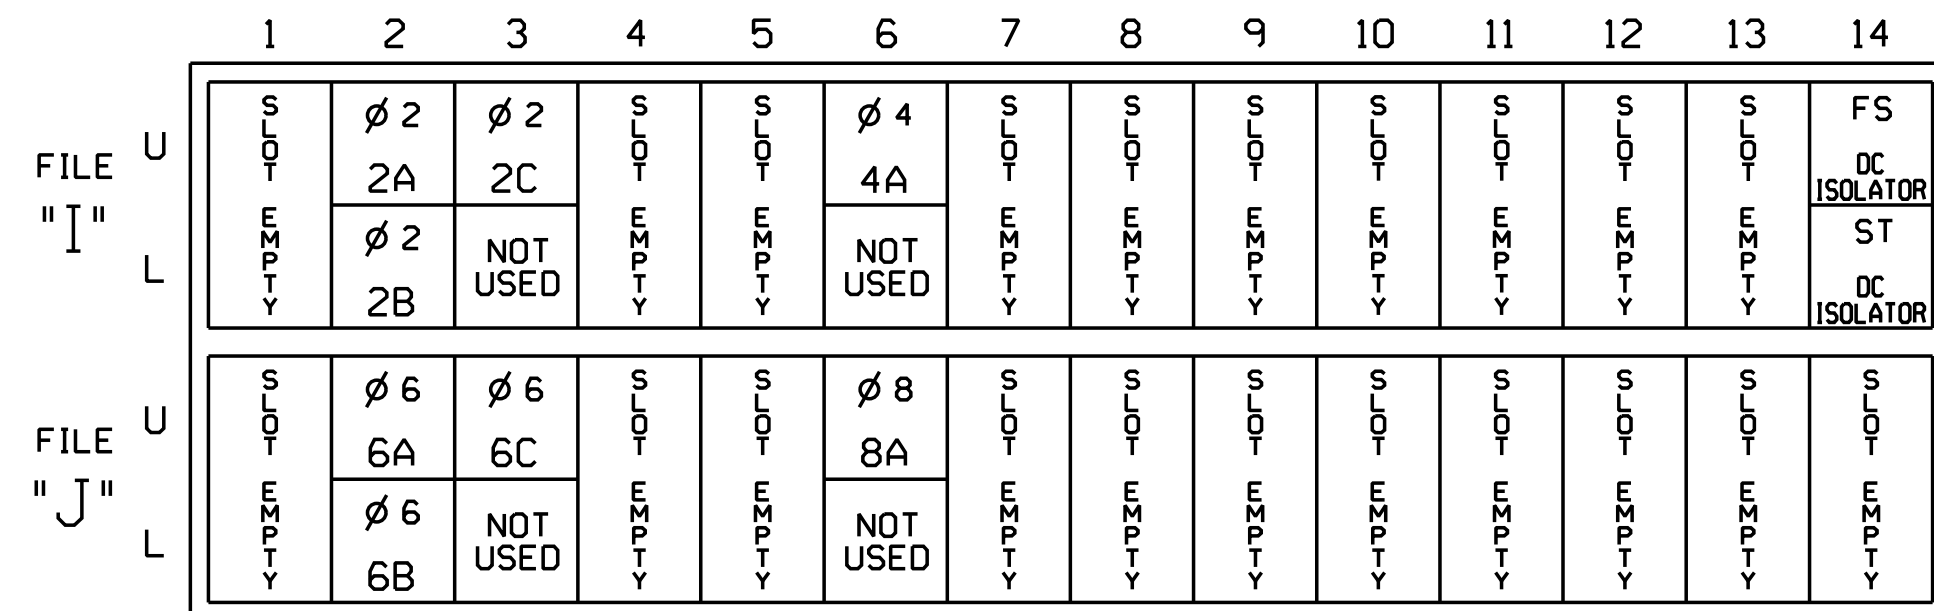 1 2 3 4 5 6 7 8 9 10 11 12 13 14
FILE "I"
U
L
SLOT EMPTY
Ø 2
2A
Ø 2
2B
Ø 2
2C
NOT
USED
SLOT EMPTY
SLOT EMPTY
Ø 4
4A
NOT
USED
SLOT EMPTY
SLOT EMPTY
SLOT EMPTY
SLOT EMPTY
SLOT EMPTY
SLOT EMPTY
SLOT EMPTY
FS
DC
ISOLATOR
ST
DC
ISOLATOR
FILE "J"
U
L
SLOT EMPTY
Ø 6
6A
Ø 6
6B
Ø 6
6C
NOT
USED
SLOT EMPTY
SLOT EMPTY
Ø 8
8A
NOT
USED
SLOT EMPTY
SLOT EMPTY
SLOT EMPTY
SLOT EMPTY
SLOT EMPTY
SLOT EMPTY
SLOT EMPTY
SLOT EMPTY